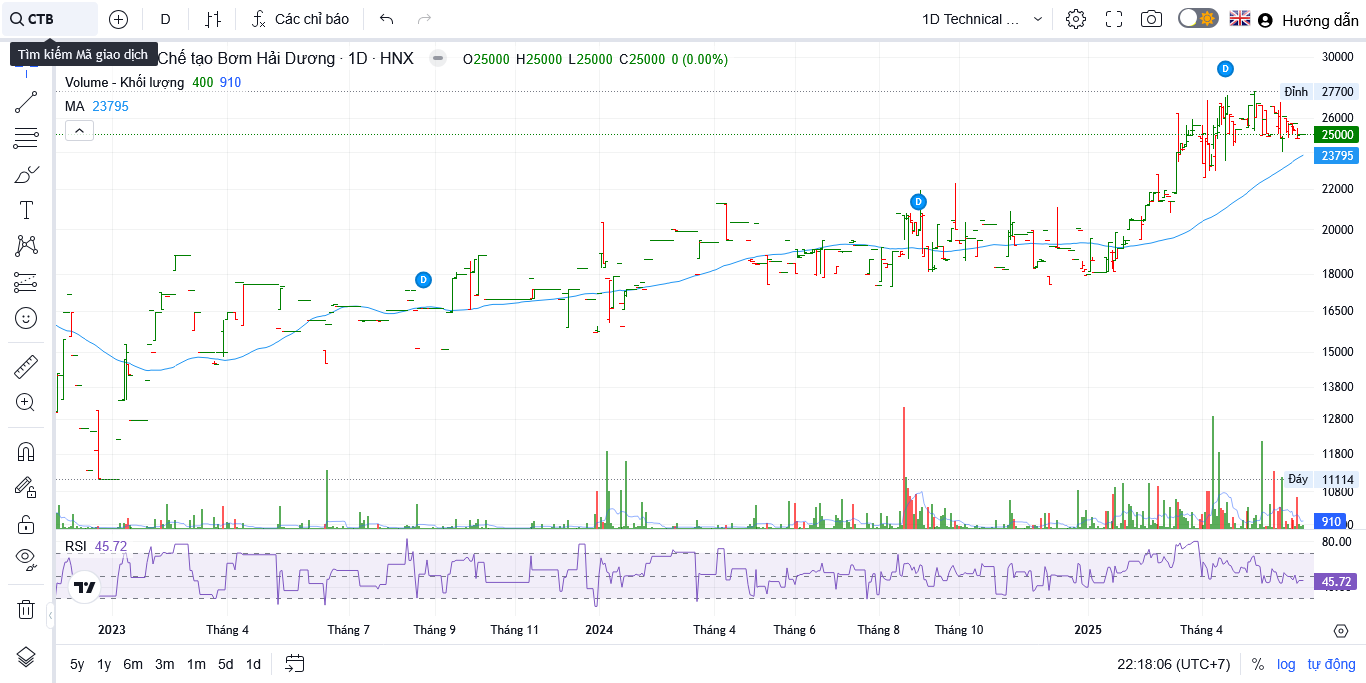 CTB
D
Các chỉ báo
1D Technical ...
Hướng dẫn
Tìm kiếm Mã giao dịch
Chế tạo Bơm Hải Dương · 1D · HNX
O25000 H25000 L25000 C25000 0 (0.00%)
Volume - Khối lượng 400 910
MA 23795
D
D
D
30000
Đỉnh 27700
26000
25000
23795
22000
20000
18000
16500
15000
13800
12800
11800
Đáy 11114
10800
910
RSI 45.72
80.00
45.72
2023
Tháng 4
Tháng 7
Tháng 9
Tháng 11
2024
Tháng 4
Tháng 6
Tháng 8
Tháng 10
2025
Tháng 4
5y 1y 6m 3m 1m 5d 1d
22:18:06 (UTC+7)
% log tự động